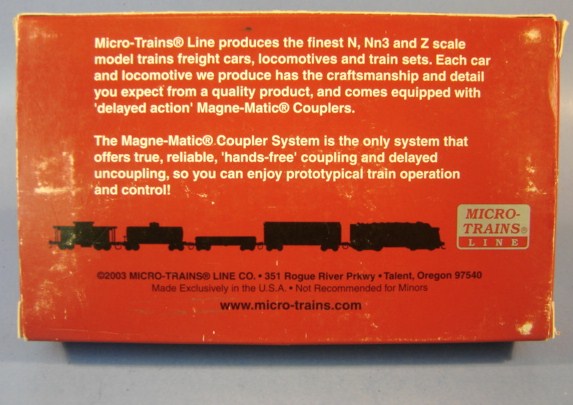 Micro-Trains® Line produces the finest N, Nn3 and Z scale
model trains freight cars, locomotives and train sets. Each car
and locomotive we produce has the craftsmanship and detail
you expect from a quality product, and comes equipped with
'delayed action' Magne-Matic® Couplers.
The Magne-Matic® Coupler System is the only system that
offers true, reliable, 'hands-free' coupling and delayed
uncoupling, so you can enjoy prototypical train operation
and control!
MICRO-
TRAINS®
LINE
©2003 MICRO-TRAINS® LINE CO. • 351 Rogue River Prkwy • Talent, Oregon 97540
Made Exclusively in the U.S.A. • Not Recommended for Minors
www.micro-trains.com